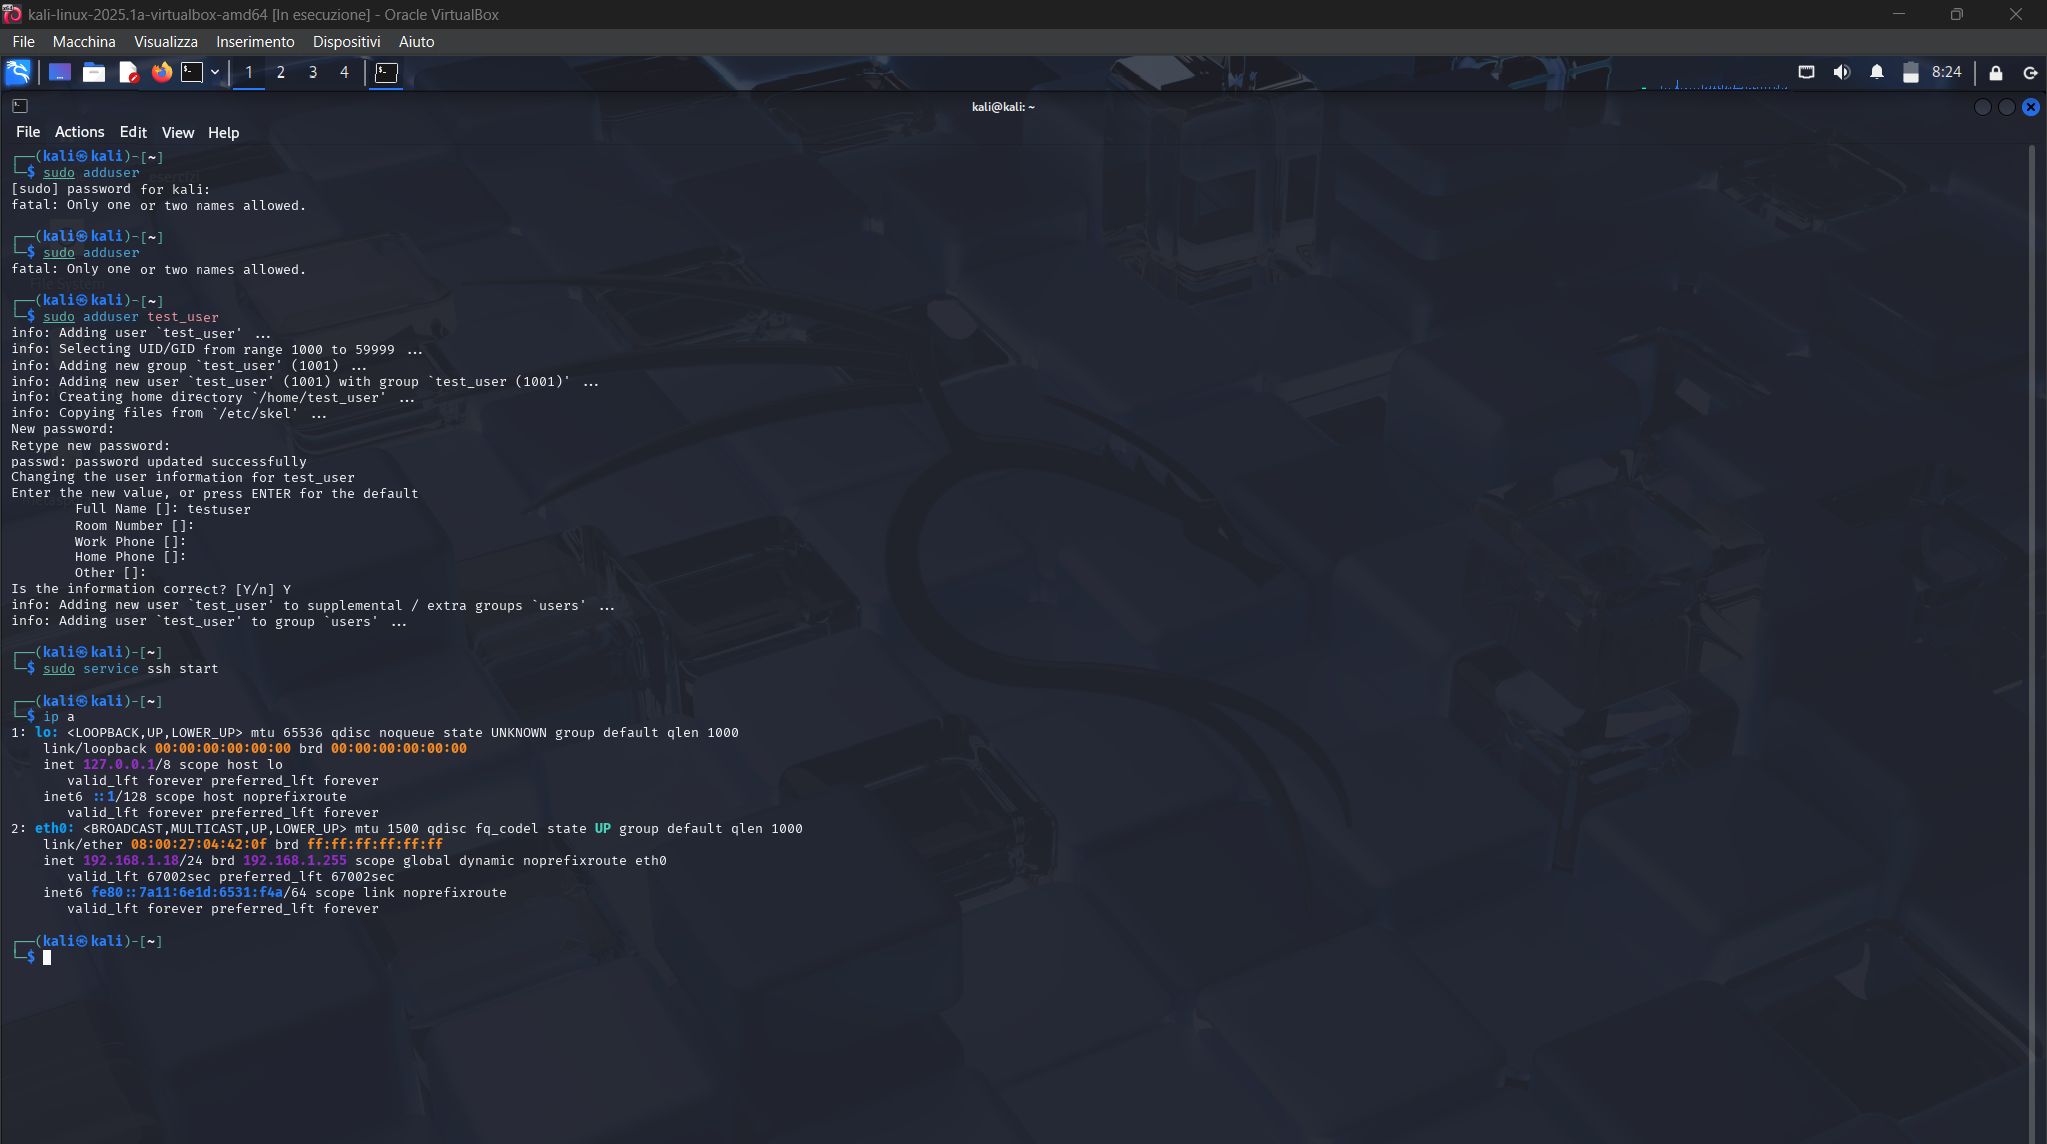 kali-linux-2025.1a-virtualbox-amd64 [In esecuzione] - Oracle VirtualBox
File Macchina Visualizza Inserimento Dispositivi Aiuto
1 2 3 4 8:24
kali@kali: ~
File Actions Edit View Help
┌──(kali㉿kali)-[~]
└─$ sudo adduser
[sudo] password for kali:
fatal: Only one or two names allowed.
┌──(kali㉿kali)-[~]
└─$ sudo adduser
fatal: Only one or two names allowed.
File System
┌──(kali㉿kali)-[~]
└─$ sudo adduser test_user
info: Adding user `test_user' ...
info: Selecting UID/GID from range 1000 to 59999 ...
info: Adding new group `test_user' (1001) ...
info: Adding new user `test_user' (1001) with group `test_user (1001)' ...
info: Creating home directory `/home/test_user' ...
info: Copying files from `/etc/skel' ...
New password:
Retype new password:
passwd: password updated successfully
Changing the user information for test_user
Enter the new value, or press ENTER for the default
        Full Name []: testuser
        Room Number []:
        Work Phone []:
        Home Phone []:
        Other []:
Is the information correct? [Y/n] Y
info: Adding new user `test_user' to supplemental / extra groups `users' ...
info: Adding user `test_user' to group `users' ...
┌──(kali㉿kali)-[~]
└─$ sudo service ssh start
┌──(kali㉿kali)-[~]
└─$ ip a
1: lo: <LOOPBACK,UP,LOWER_UP> mtu 65536 qdisc noqueue state UNKNOWN group default qlen 1000
    link/loopback 00:00:00:00:00:00 brd 00:00:00:00:00:00
    inet 127.0.0.1/8 scope host lo
       valid_lft forever preferred_lft forever
    inet6 ::1/128 scope host noprefixroute
       valid_lft forever preferred_lft forever
2: eth0: <BROADCAST,MULTICAST,UP,LOWER_UP> mtu 1500 qdisc fq_codel state UP group default qlen 1000
    link/ether 08:00:27:04:42:0f brd ff:ff:ff:ff:ff:ff
    inet 192.168.1.18/24 brd 192.168.1.255 scope global dynamic noprefixroute eth0
       valid_lft 67002sec preferred_lft 67002sec
    inet6 fe80::7a11:6e1d:6531:f4a/64 scope link noprefixroute
       valid_lft forever preferred_lft forever
┌──(kali㉿kali)-[~]
└─$